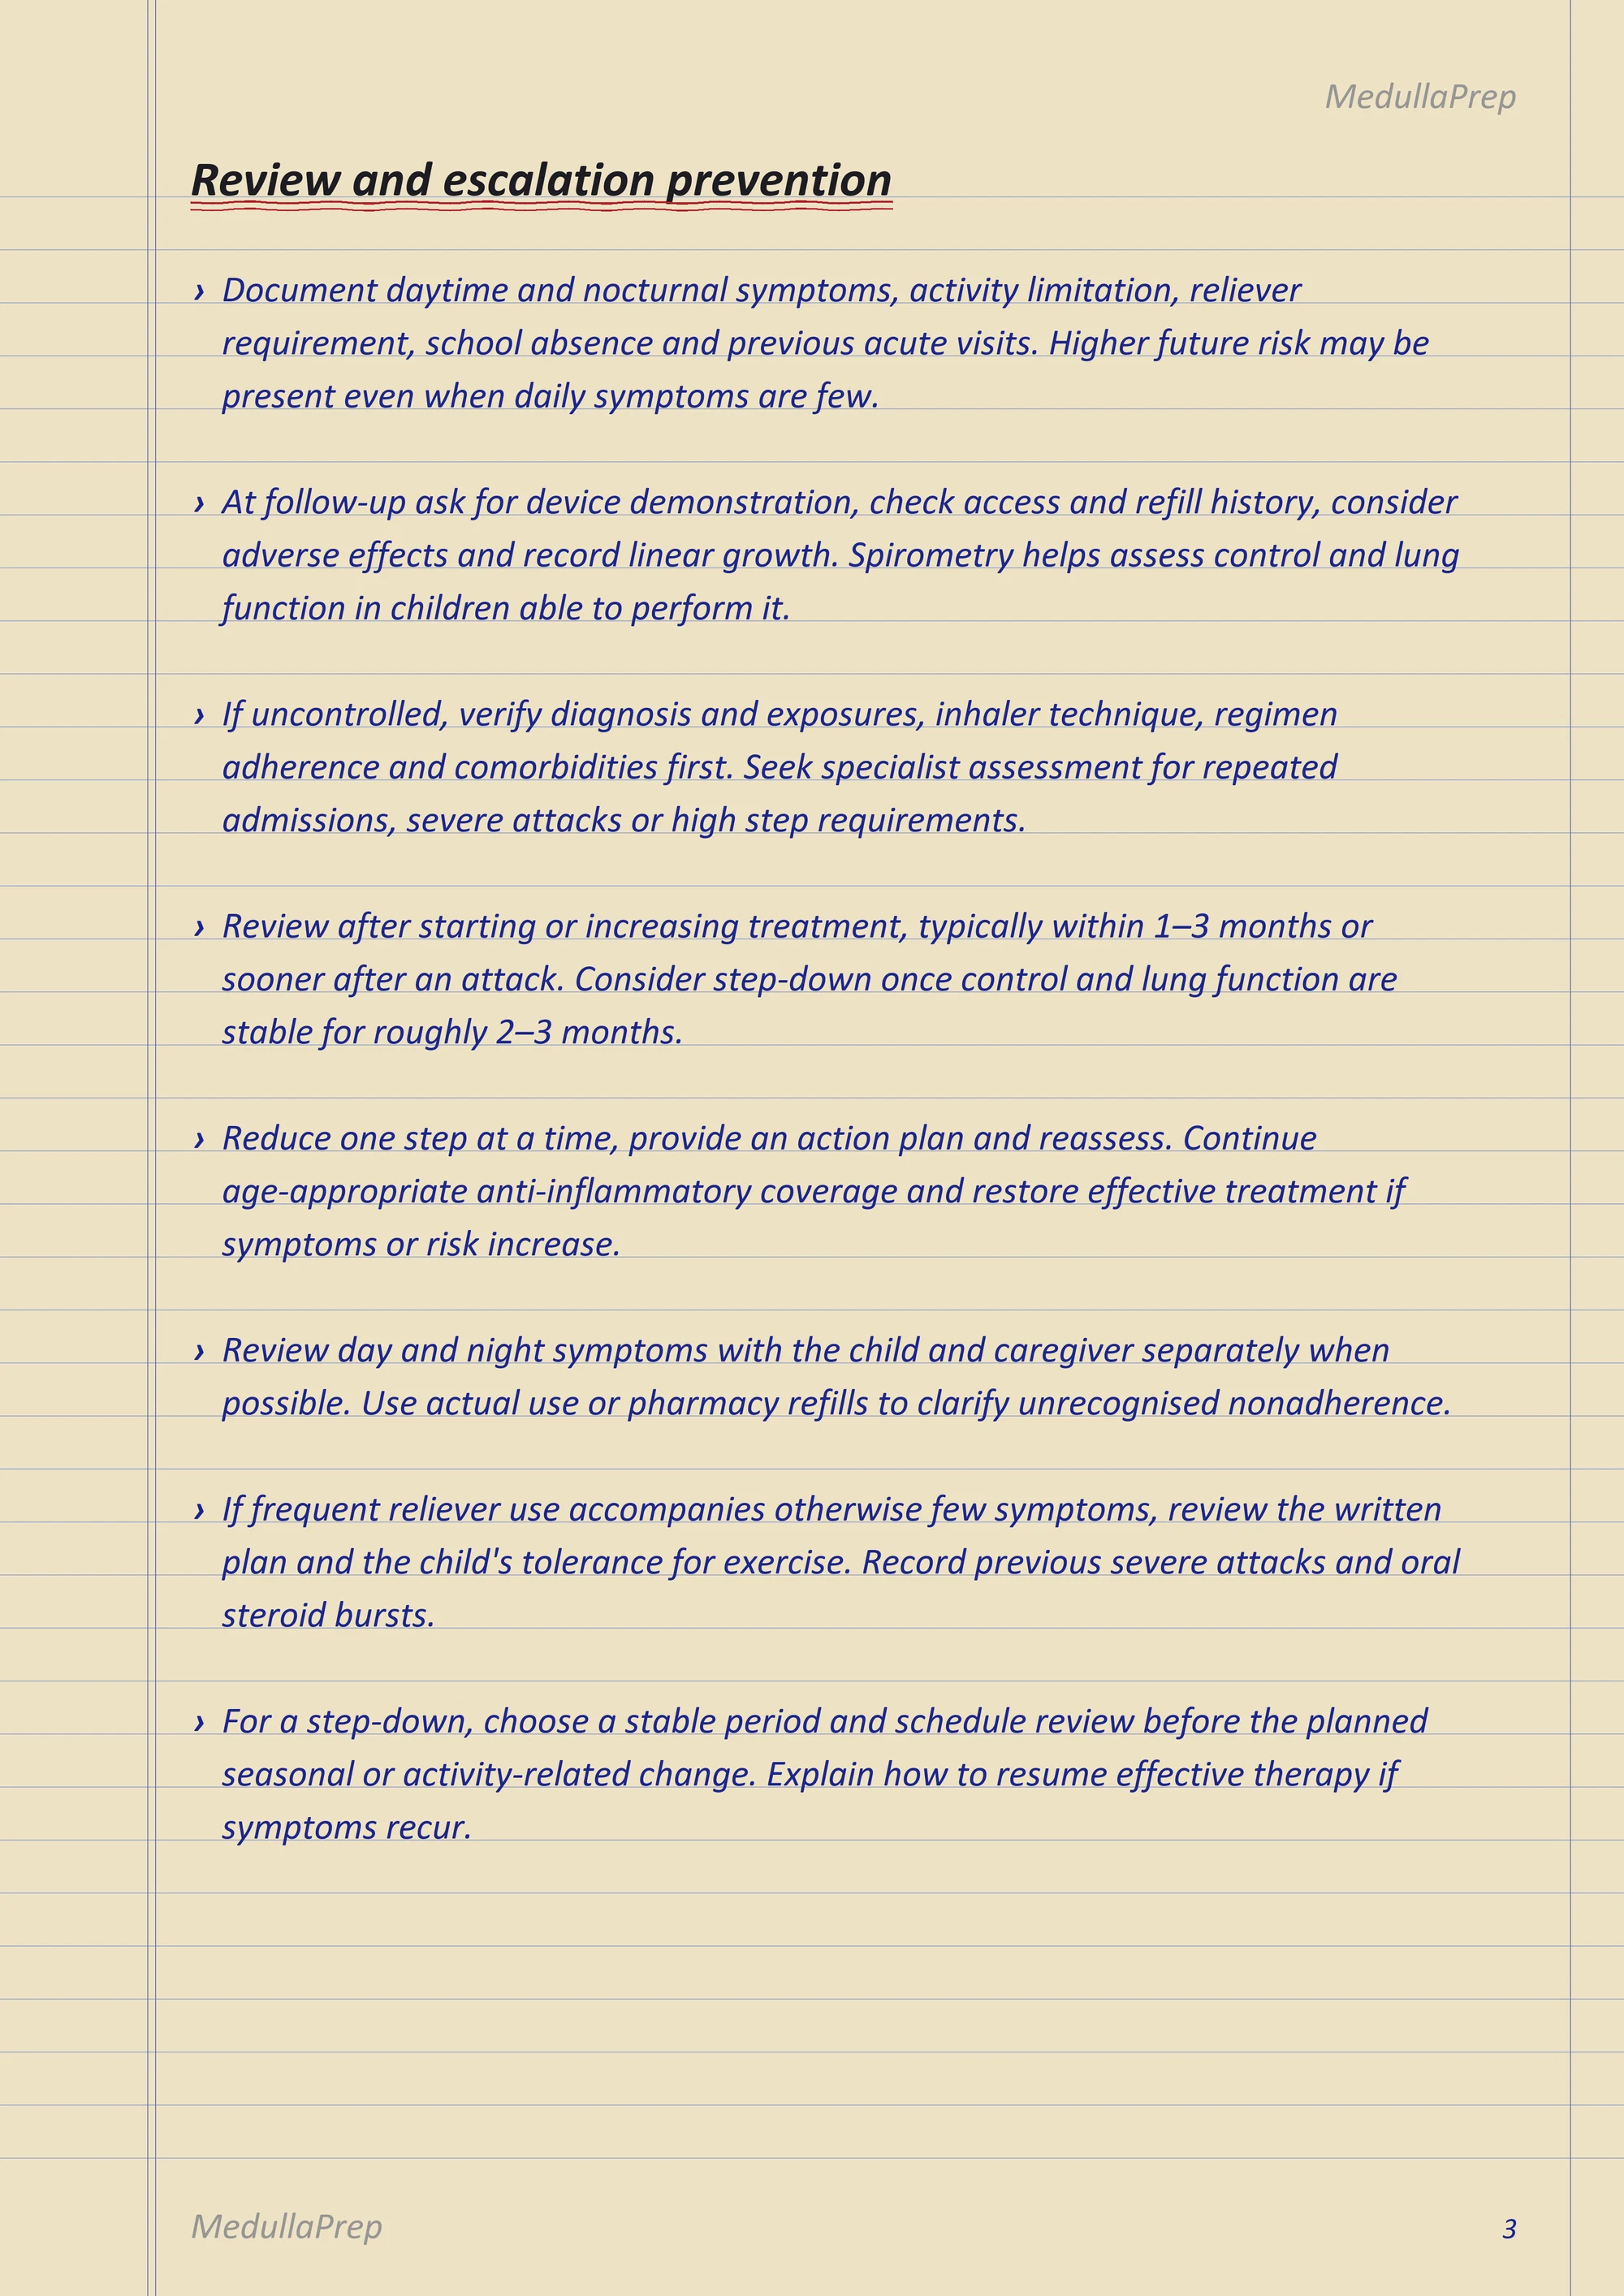 MedullaPrep
Review and escalation prevention
› Document daytime and nocturnal symptoms, activity limitation, reliever
requirement, school absence and previous acute visits. Higher future risk may be
present even when daily symptoms are few.
› At follow-up ask for device demonstration, check access and refill history, consider
adverse effects and record linear growth. Spirometry helps assess control and lung
function in children able to perform it.
› If uncontrolled, verify diagnosis and exposures, inhaler technique, regimen
adherence and comorbidities first. Seek specialist assessment for repeated
admissions, severe attacks or high step requirements.
› Review after starting or increasing treatment, typically within 1–3 months or
sooner after an attack. Consider step-down once control and lung function are
stable for roughly 2–3 months.
› Reduce one step at a time, provide an action plan and reassess. Continue
age-appropriate anti-inflammatory coverage and restore effective treatment if
symptoms or risk increase.
› Review day and night symptoms with the child and caregiver separately when
possible. Use actual use or pharmacy refills to clarify unrecognised nonadherence.
› If frequent reliever use accompanies otherwise few symptoms, review the written
plan and the child's tolerance for exercise. Record previous severe attacks and oral
steroid bursts.
› For a step-down, choose a stable period and schedule review before the planned
seasonal or activity-related change. Explain how to resume effective therapy if
symptoms recur.
MedullaPrep
3